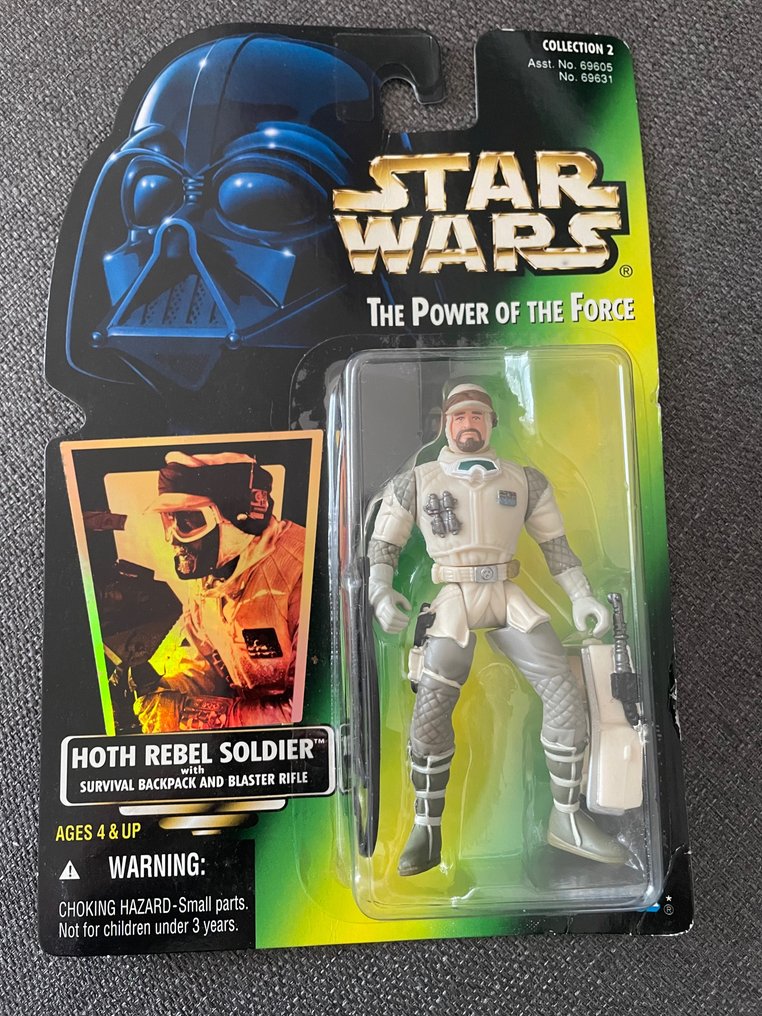 COLLECTION 2
Asst. No. 69605
No. 69631
STAR
WARS®
THE POWER OF THE FORCE
HOTH REBEL SOLDIER™
with
SURVIVAL BACKPACK AND BLASTER RIFLE
AGES 4 & UP
WARNING:
CHOKING HAZARD-Small parts.
Not for children under 3 years.
®